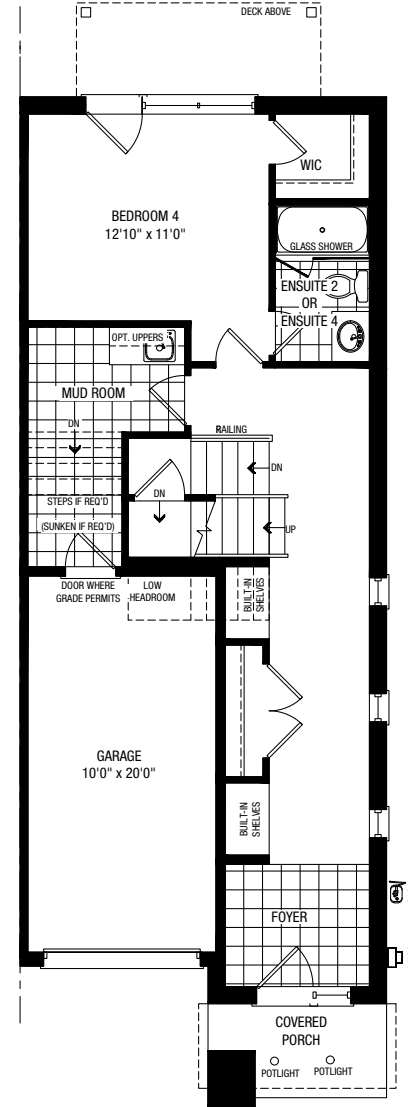 DECK ABOVE
WIC
BEDROOM 4
12'10" x 11'0"
GLASS SHOWER
ENSUITE 2
OR
ENSUITE 4
OPT. UPPERS
MUD ROOM
DN
RAILING
DN
DN
STEPS IF REQ'D
(SUNKEN IF REQ'D)
UP
DOOR WHERE
GRADE PERMITS
LOW
HEADROOM
BUILT-IN
SHELVES
GARAGE
10'0" x 20'0"
BUILT-IN
SHELVES
FOYER
COVERED
PORCH
POTLIGHT
POTLIGHT